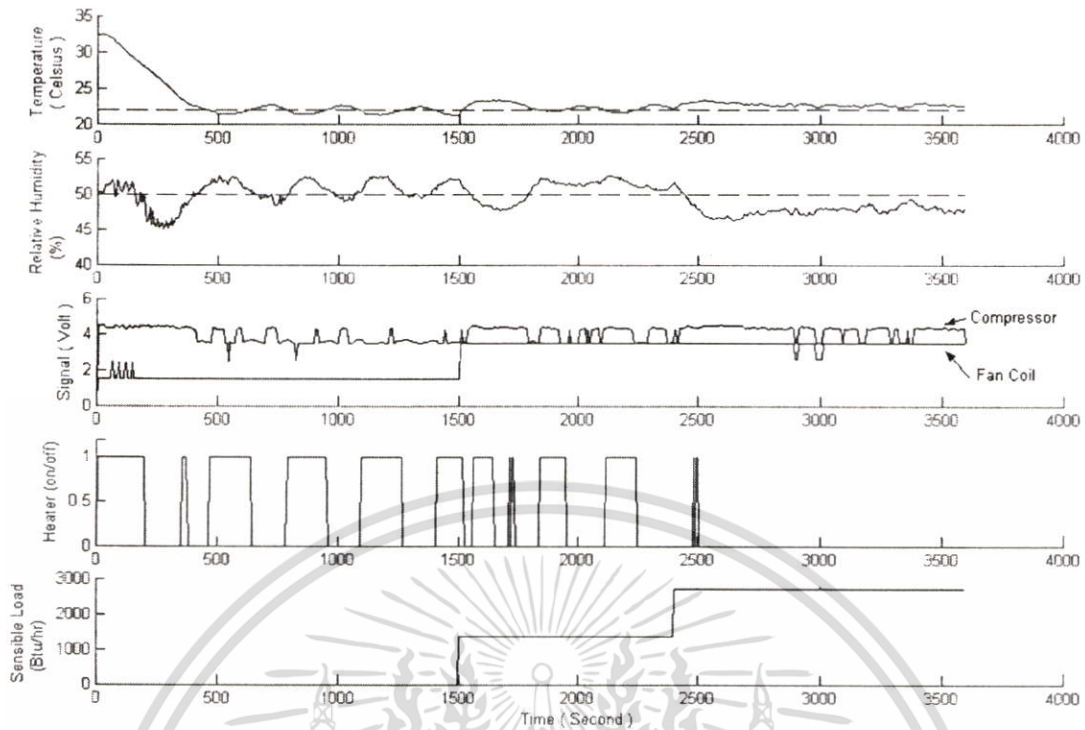 Temperature
( Celsius )
35
30
25
20
0 500 1000 1500 2000 2500 3000 3500 4000
Relative Humidity
(%)
55
50
45
40
0 500 1000 1500 2000 2500 3000 3500 4000
Signal ( Volt )
6
4
2
0
Compressor
Fan Coil
0 500 1000 1500 2000 2500 3000 3500 4000
Heater (on/off)
1
0.5
0
0 500 1000 1500 2000 2500 3000 3500 4000
Sensible Load
(Btu/hr)
3000
2000
1000
0
0 500 1000 1500 2000 2500 3000 3500 4000
Time ( Second )